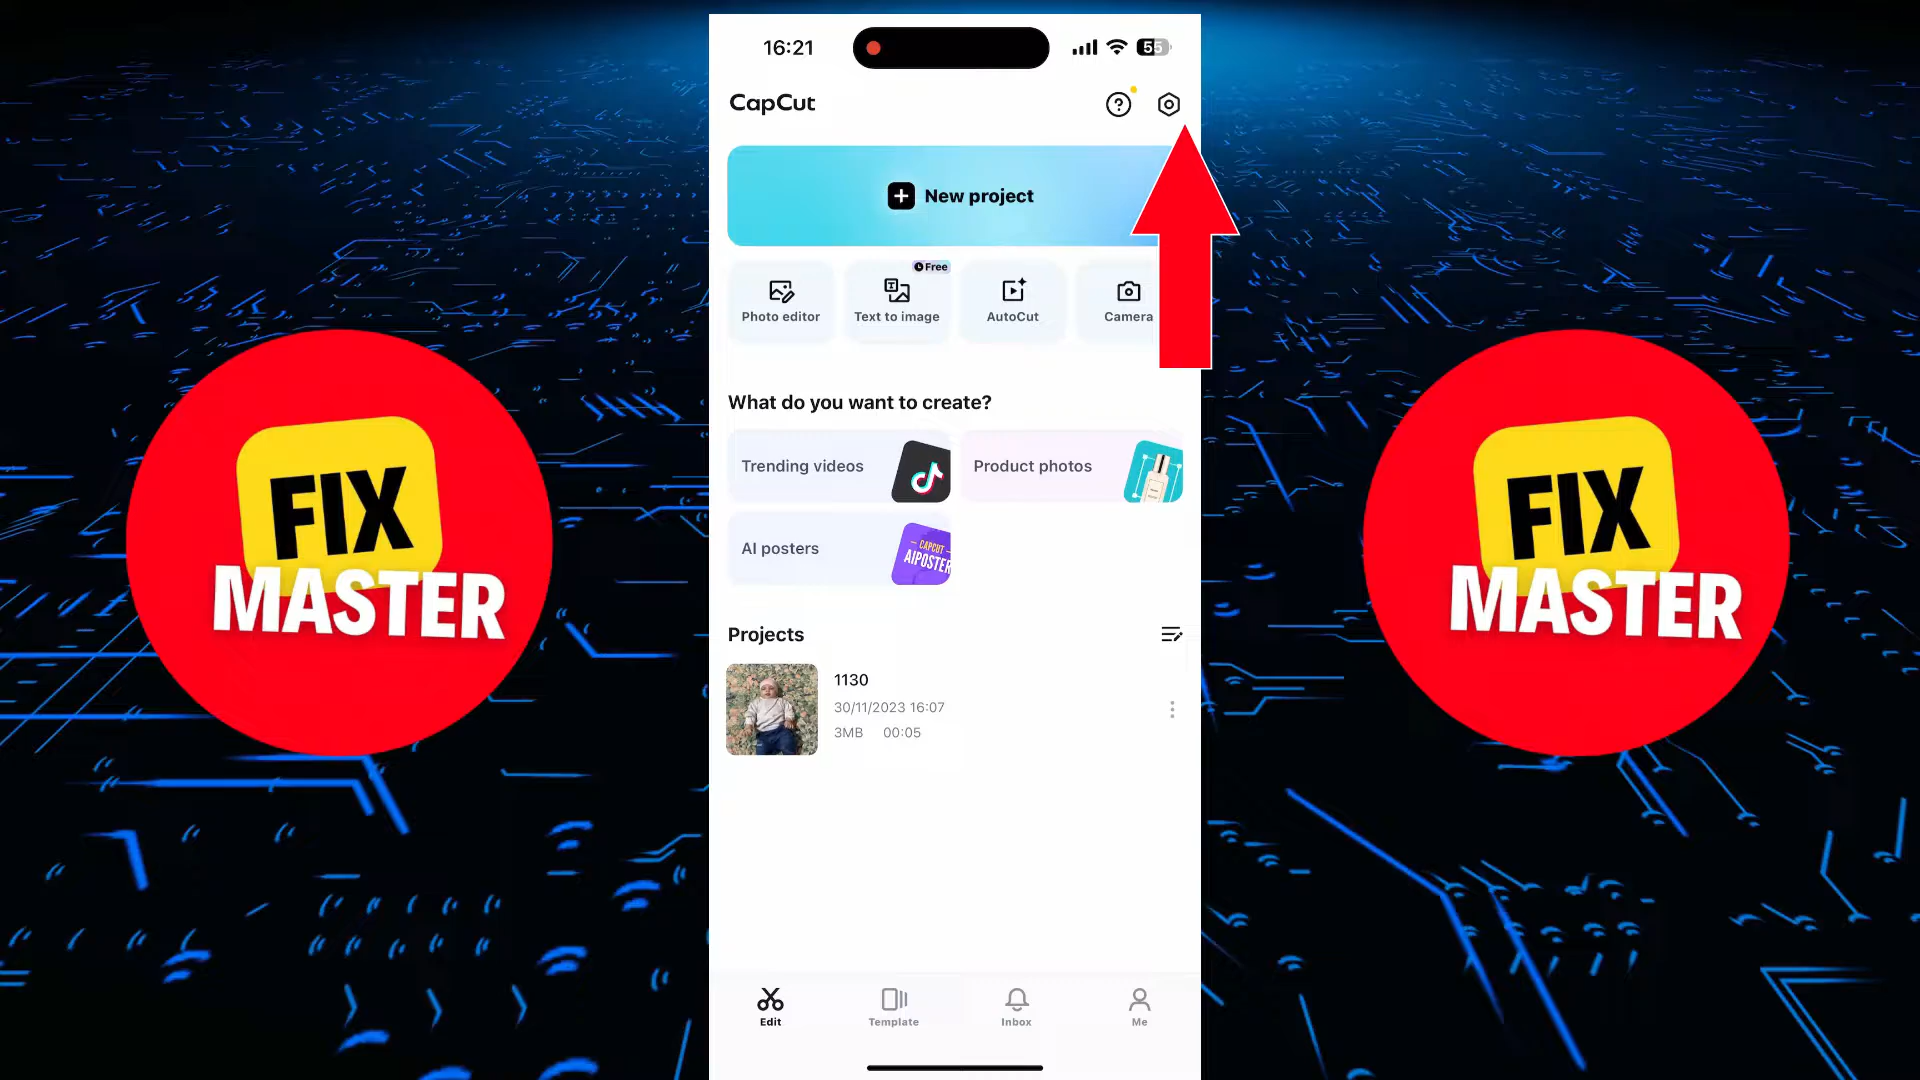 16:21
55
CapCut
New project
Free
Photo editor
Text to image
AutoCut
Camera
What do you want to create?
Trending videos
Product photos
AI posters
CAPCUT
AIPOSTER
Projects
1130
30/11/2023 16:07
3MB 00:05
Edit
Template
Inbox
Me
FIX
MASTER
FIX
MASTER